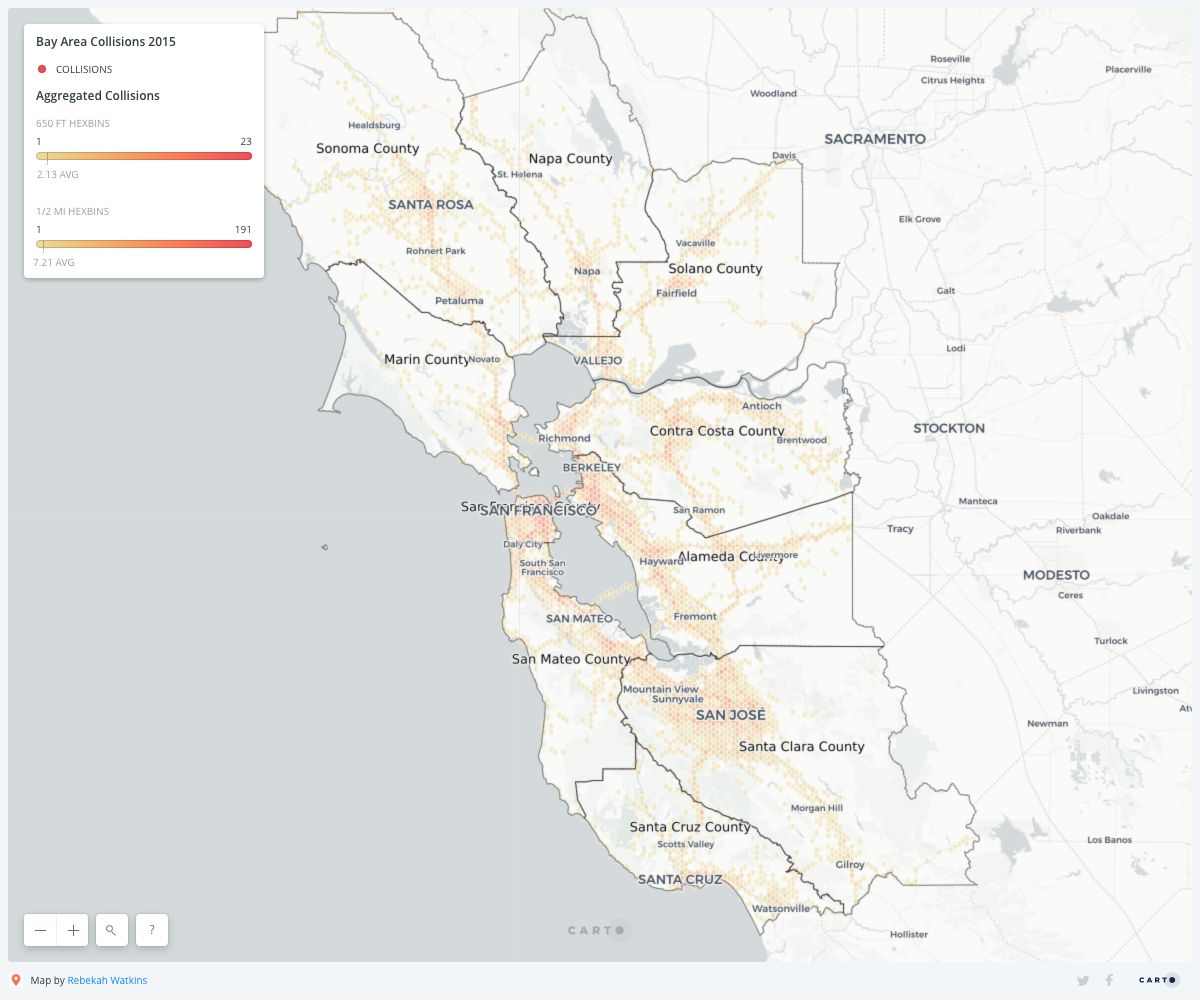 Bay Area Collisions 2015
COLLISIONS
Aggregated Collisions
650 FT HEXBINS
1 23
2.13 AVG
1/2 MI HEXBINS
1 191
7.21 AVG
Roseville
Placerville
Citrus Heights
Woodland
Healdsburg
SACRAMENTO
Sonoma County
Napa County
Davis
St. Helena
SANTA ROSA
Elk Grove
Vacaville
Rohnert Park
Napa
Solano County
Fairfield
Galt
Petaluma
Lodi
Marin County
Novato
VALLEJO
Antioch
Contra Costa County
STOCKTON
Richmond
Brentwood
BERKELEY
Manteca
San Francisco County
SAN FRANCISCO
San Ramon
Oakdale
Tracy
Riverbank
Daly City
Hayward
Alameda County
Livermore
South San
Francisco
MODESTO
Ceres
SAN MATEO
Fremont
Turlock
San Mateo County
Mountain View
Sunnyvale
Livingston
SAN JOSÉ
Newman
Atw
Santa Clara County
Morgan Hill
Santa Cruz County
Scotts Valley
Los Banos
Gilroy
SANTA CRUZ
Watsonville
Hollister
CARTO
?
Map by Rebekah Watkins
CARTO